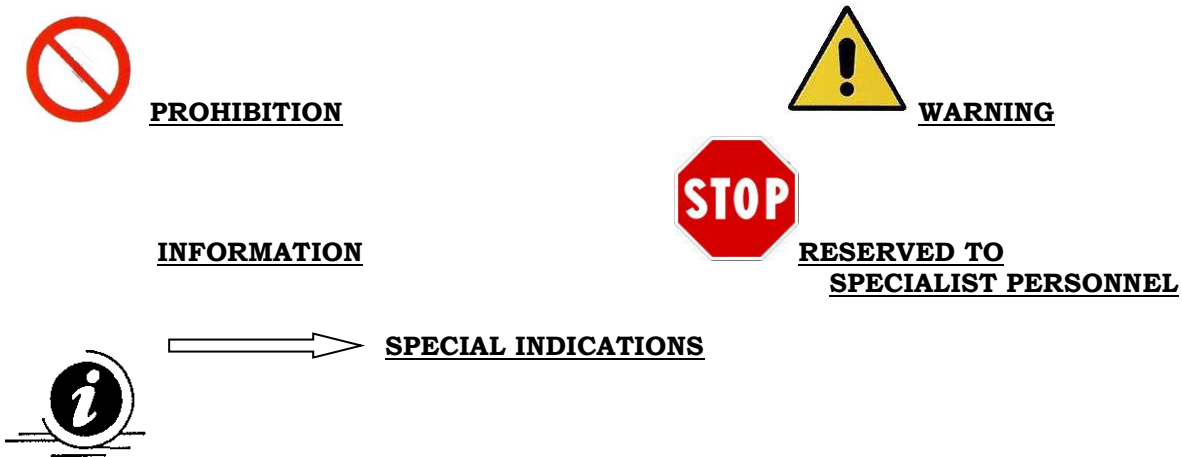 PROHIBITION
WARNING
STOP
INFORMATION
RESERVED TO
SPECIALIST PERSONNEL
SPECIAL INDICATIONS
i